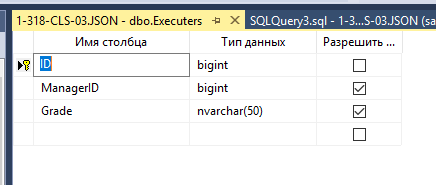 1-318-CLS-03.JSON - dbo.Executers SQLQuery3.sql - 1-3...S-03.JSON (sa
Имя столбца Тип данных Разрешить ...
ID bigint
ManagerID bigint
Grade nvarchar(50)